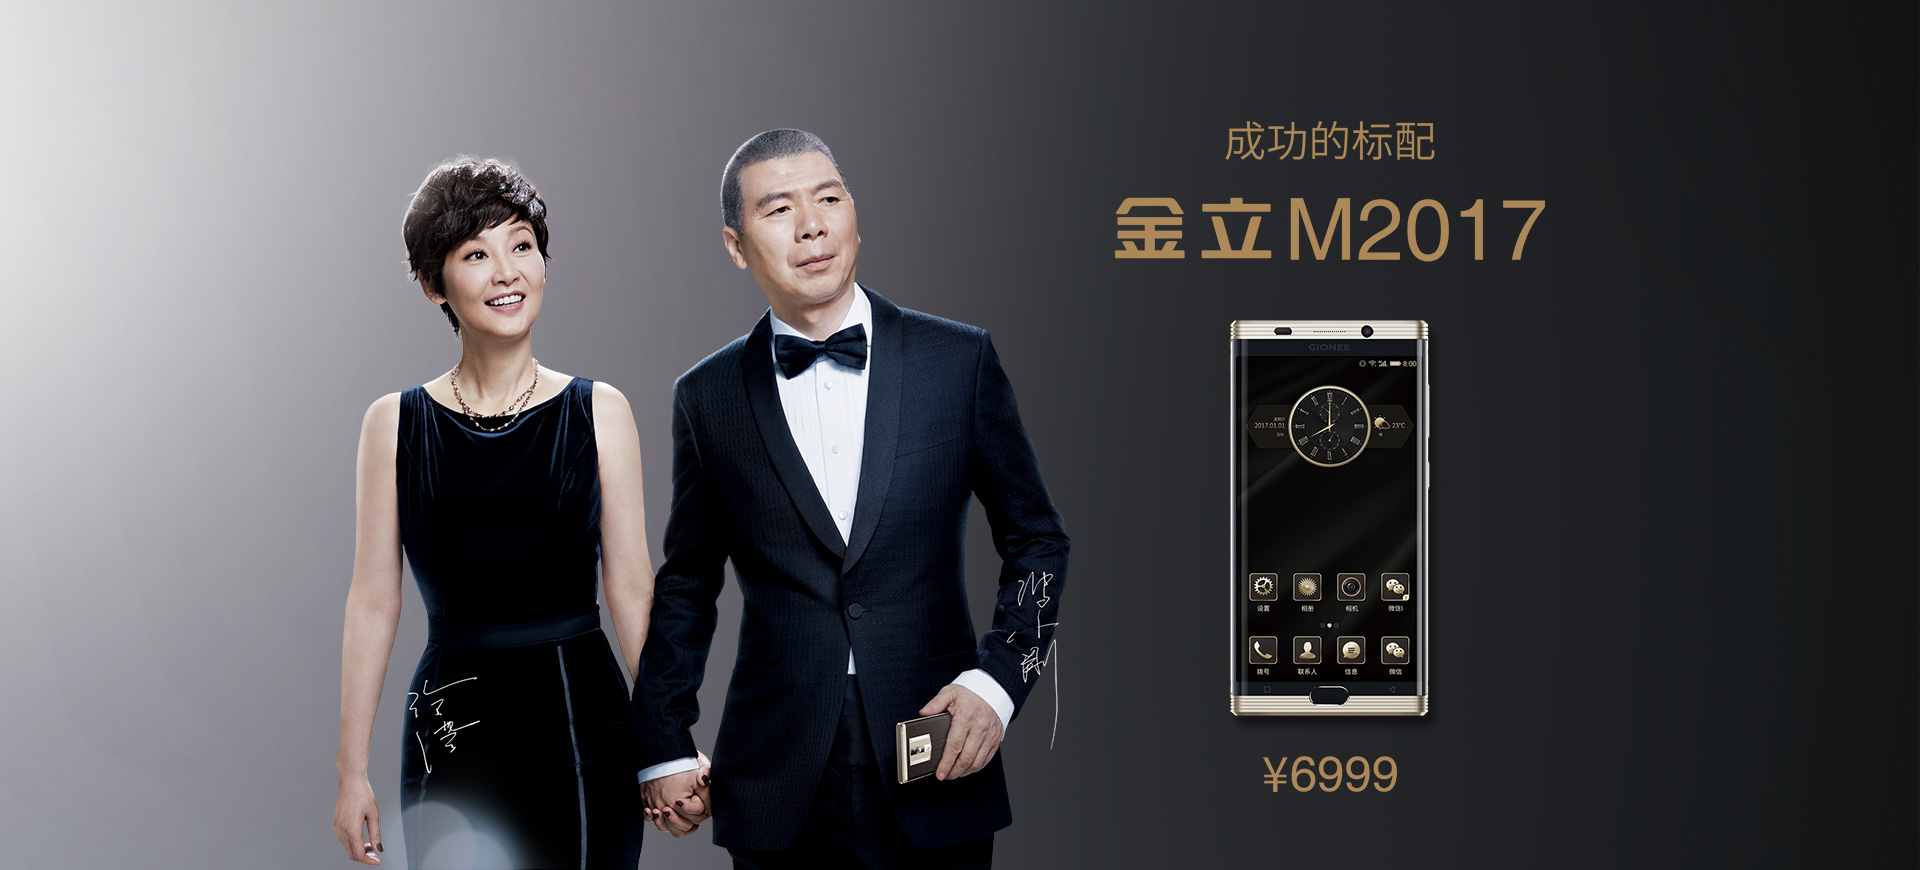 成功的标配
金立M2017
GIONEE
8:00
2017.01.01
23°C
设置 相册 相机 微信
拨号 联系人 信息 微信
¥6999
徐帆
冯小刚